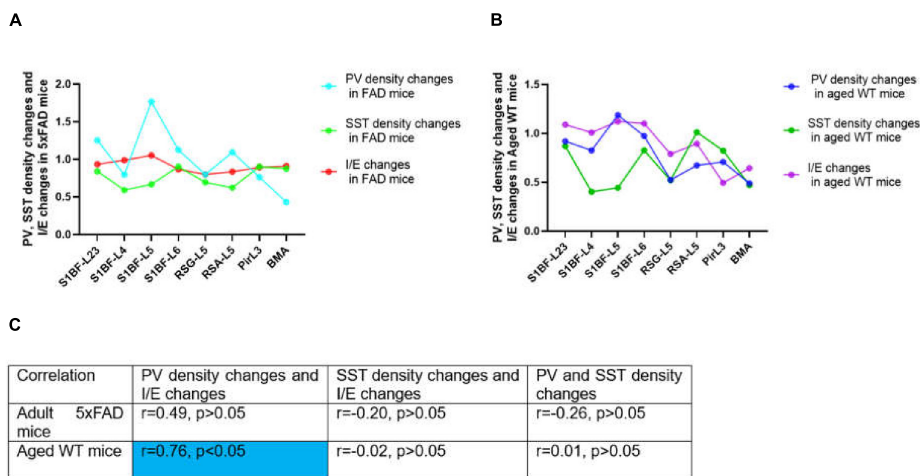 A
B
PV, SST density changes and
I/E changes in 5xFAD mice
2.0
1.5
1.0
0.5
0.0
S1BF-L23
S1BF-L4
S1BF-L5
S1BF-L6
RSG-L5
RSA-L5
PirL3
BMA
PV density changes
in FAD mice
SST density changes
in FAD mice
I/E changes
in FAD mice
PV, SST density changes and
I/E changes in Aged WT mice
1.5
1.0
0.5
0.0
S1BF-L23
S1BF-L4
S1BF-L5
S1BF-L6
RSG-L5
RSA-L5
PirL3
BMA
PV density changes
in aged WT mice
SST density changes
in aged WT mice
I/E changes
in aged WT mice
C
Correlation
PV density changes and
I/E changes
SST density changes and
I/E changes
PV and SST density
changes
Adult 5xFAD
mice
r=0.49, p>0.05
r=-0.20, p>0.05
r=-0.26, p>0.05
Aged WT mice
r=0.76, p<0.05
r=-0.02, p>0.05
r=0.01, p>0.05